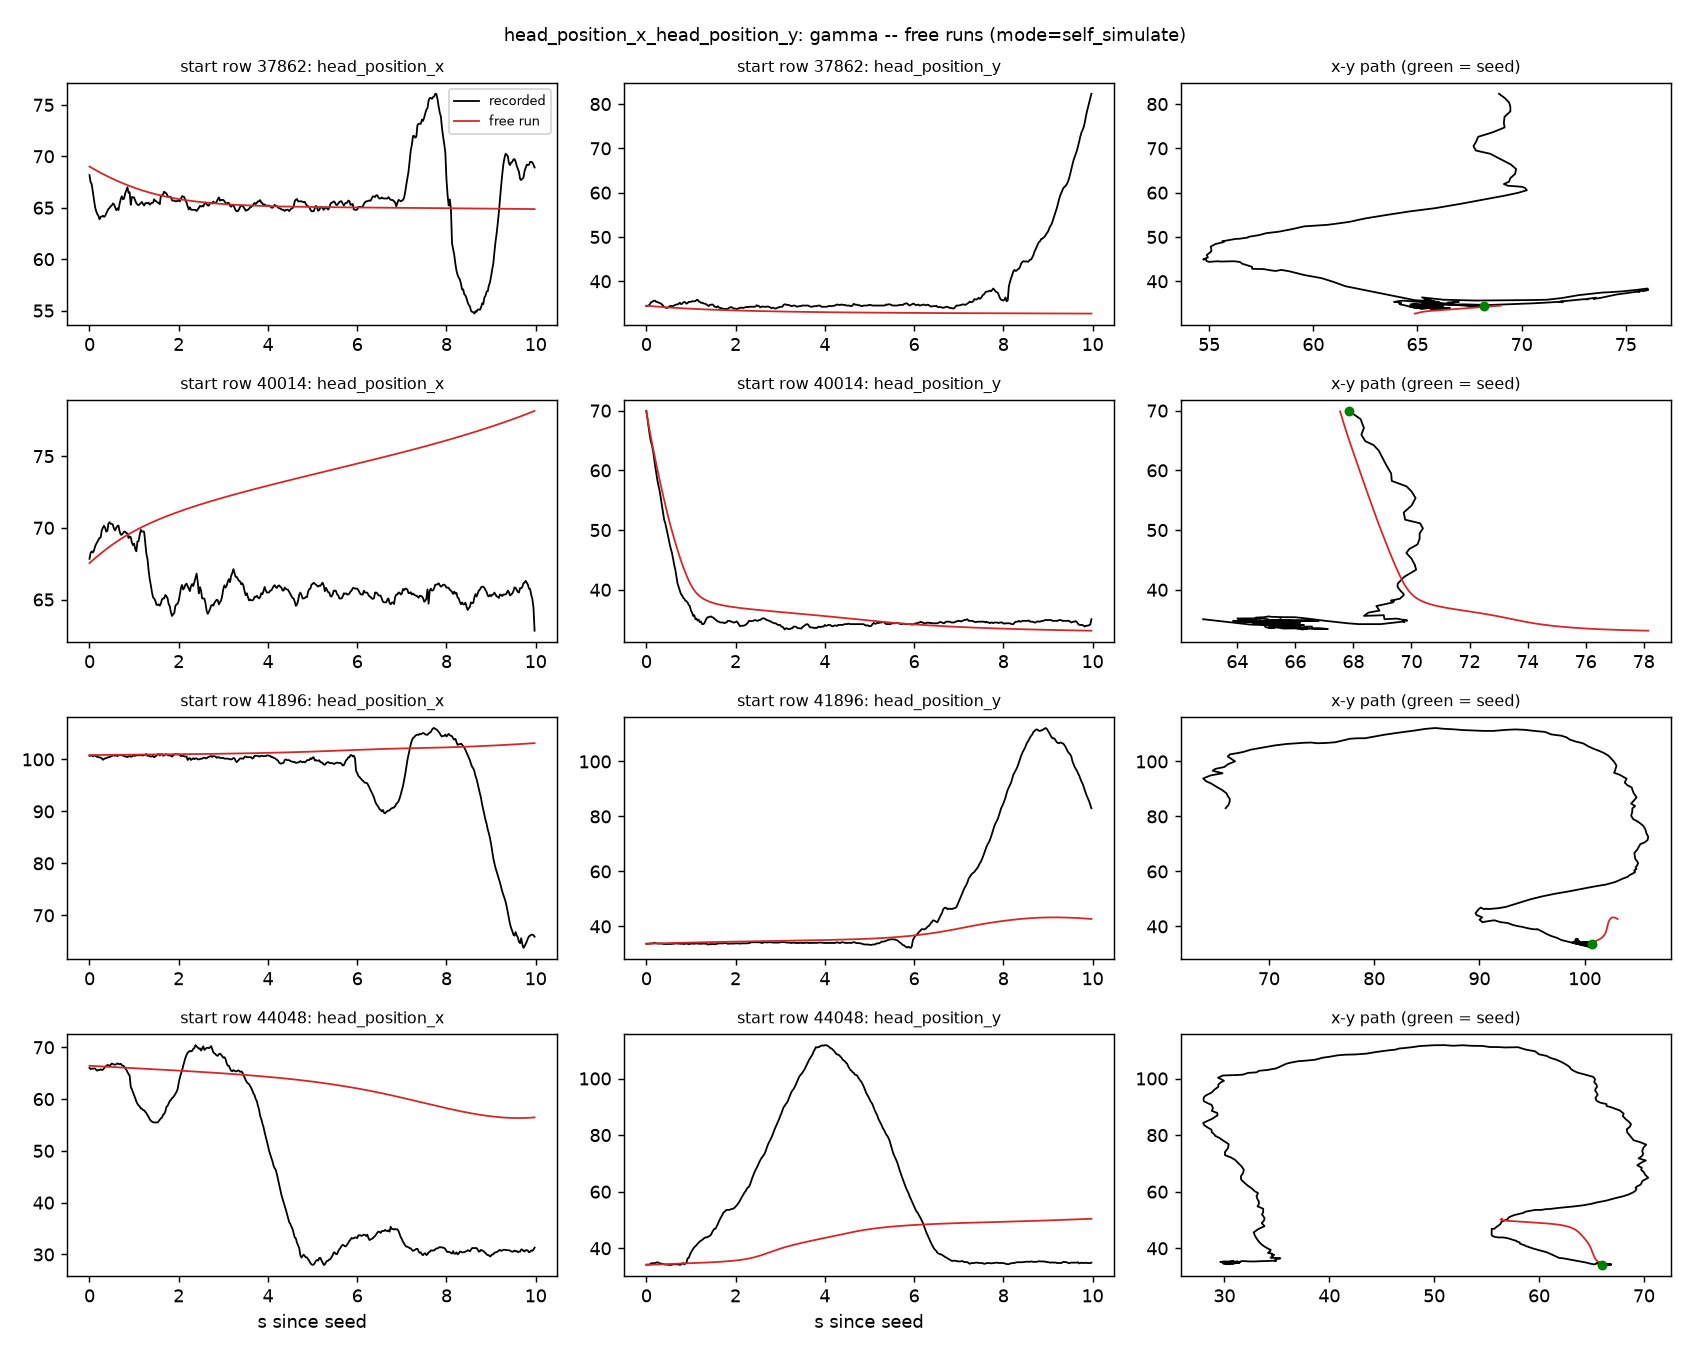 head_position_x_head_position_y: gamma -- free runs (mode=self_simulate)
start row 37862: head_position_x
start row 37862: head_position_y
x-y path (green = seed)
recorded
free run
75
70
65
60
55
0 2 4 6 8 10
80
70
60
50
40
0 2 4 6 8 10
80
70
60
50
40
55 60 65 70 75
start row 40014: head_position_x
start row 40014: head_position_y
x-y path (green = seed)
75
70
65
0 2 4 6 8 10
70
60
50
40
0 2 4 6 8 10
70
60
50
40
64 66 68 70 72 74 76 78
start row 41896: head_position_x
start row 41896: head_position_y
x-y path (green = seed)
100
90
80
70
0 2 4 6 8 10
100
80
60
40
0 2 4 6 8 10
100
80
60
40
70 80 90 100
start row 44048: head_position_x
start row 44048: head_position_y
x-y path (green = seed)
70
60
50
40
30
0 2 4 6 8 10
s since seed
100
80
60
40
0 2 4 6 8 10
s since seed
100
80
60
40
30 40 50 60 70